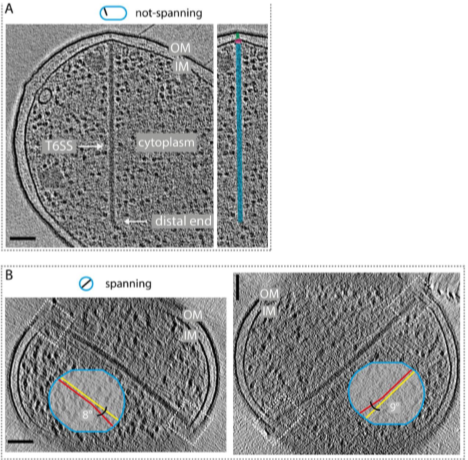 A
not-spanning
OM
IM
T6SS
cytoplasm
distal end
B
spanning
OM
IM
8°
OM
IM
9°